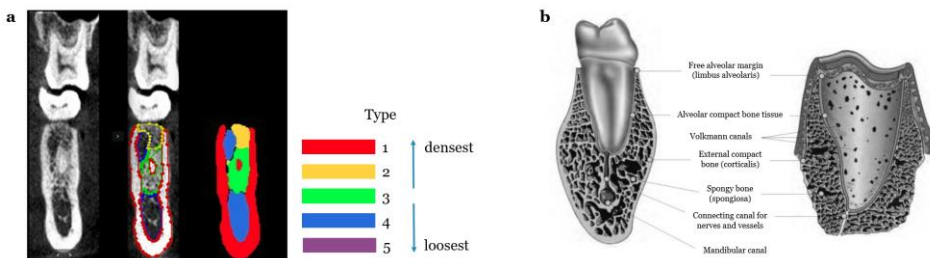 a
Type
1
densest
2
3
4
loosest
5
b
Free alveolar margin
(limbus alveolaris)
Alveolar compact bone tissue
Volkmann canals
External compact
bone (corticalis)
Spongy bone
(spongiosa)
Connecting canal for
nerves and vessels
Mandibular canal